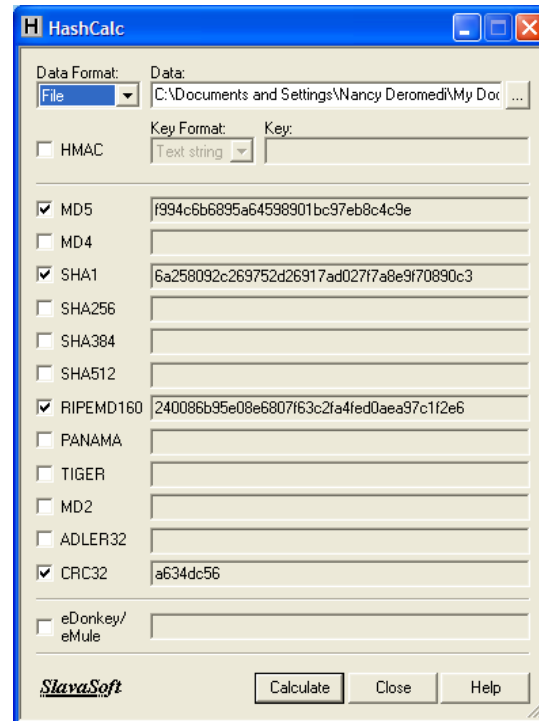 HashCalc
Data Format: Data:
File C:\Documents and Settings\Nancy Deromedi\My Doc ...
Key Format: Key:
HMAC Text string
MD5 f994c6b6895a64598901bc97eb8c4c9e
MD4
SHA1 6a258092c269752d26917ad027f7a8e9f70890c3
SHA256
SHA384
SHA512
RIPEMD160 240086b95e08e6807f63c2fa4fed0aea97c1f2e6
PANAMA
TIGER
MD2
ADLER32
CRC32 a634dc56
eDonkey/
eMule
SlavaSoft Calculate Close Help